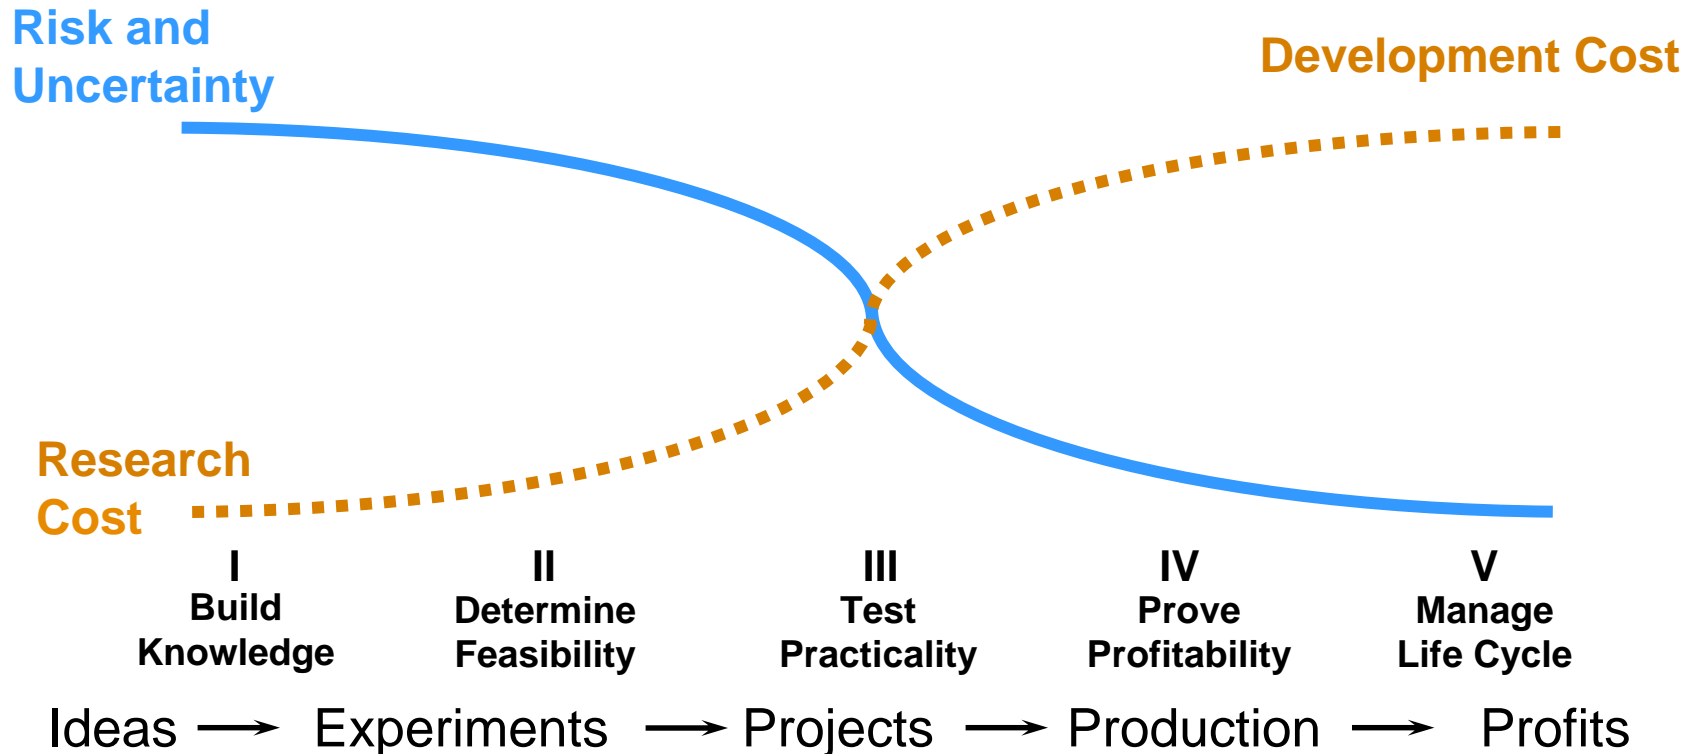 Risk and
Uncertainty
Development Cost
Research
Cost
I
Build
Knowledge
II
Determine
Feasibility
III
Test
Practicality
IV
Prove
Profitability
V
Manage
Life Cycle
Ideas → Experiments → Projects → Production → Profits